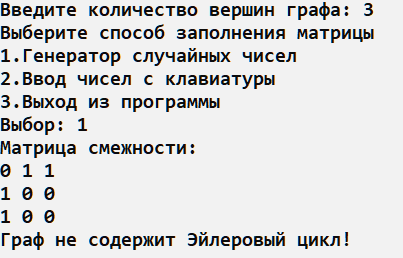 Введите количество вершин графа: 3
Выберите способ заполнения матрицы
1.Генератор случайных чисел
2.Ввод чисел с клавиатуры
3.Выход из программы
Выбор: 1
Матрица смежности:
0 1 1
1 0 0
1 0 0
Граф не содержит Эйлеровый цикл!